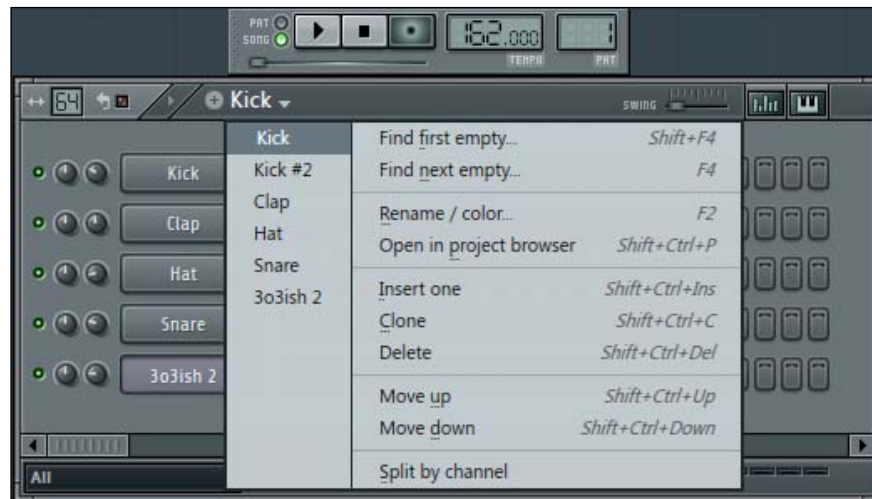 PAT
SONG
162.000
TEMPO
1
PAT
64
Kick
SWING
Kick
Kick #2
Clap
Hat
Snare
3o3ish 2
Find first empty... Shift+F4
Find next empty... F4
Rename / color... F2
Open in project browser Shift+Ctrl+P
Insert one Shift+Ctrl+Ins
Clone Shift+Ctrl+C
Delete Shift+Ctrl+Del
Move up Shift+Ctrl+Up
Move down Shift+Ctrl+Down
Split by channel
Kick
Clap
Hat
Snare
3o3ish 2
All